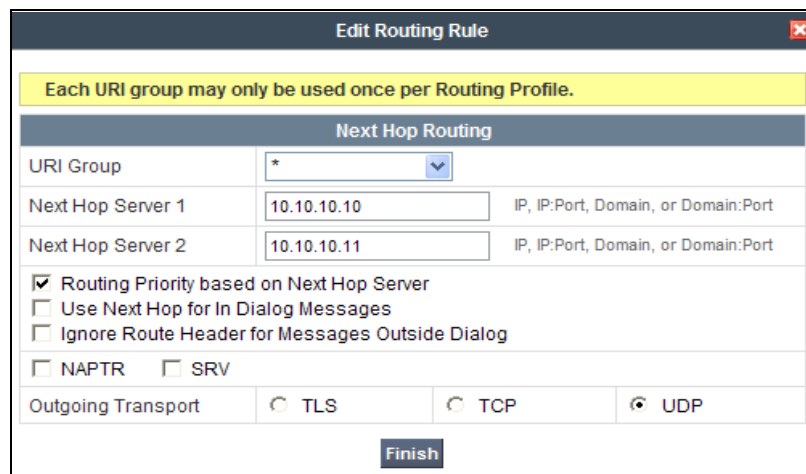 Edit Routing Rule
Each URI group may only be used once per Routing Profile.
Next Hop Routing
URI Group * 
Next Hop Server 1 10.10.10.10 IP, IP:Port, Domain, or Domain:Port
Next Hop Server 2 10.10.10.11 IP, IP:Port, Domain, or Domain:Port
Routing Priority based on Next Hop Server
Use Next Hop for In Dialog Messages
Ignore Route Header for Messages Outside Dialog
NAPTR SRV
Outgoing Transport TLS TCP UDP
Finish